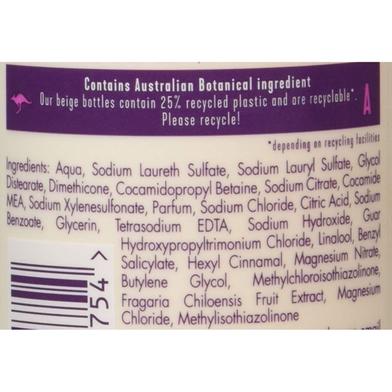 Contains Australian Botanical ingredient
Our beige bottles contain 25% recycled plastic and are recyclable*.
Please recycle!
A
*depending on recycling facilities
Ingredients: Aqua, Sodium Laureth Sulfate, Sodium Lauryl Sulfate, Glycol
Distearate, Dimethicone, Cocamidopropyl Betaine, Sodium Citrate, Cocamide
MEA, Sodium Xylenesulfonate, Parfum, Sodium Chloride, Citric Acid, Sodium
Benzoate, Glycerin, Tetrasodium EDTA, Sodium Hydroxide, Guar
Hydroxypropyltrimonium Chloride, Linalool, Benzyl
Salicylate, Hexyl Cinnamal, Magnesium Nitrate,
Butylene Glycol, Methylchloroisothiazolinone,
Fragaria Chiloensis Fruit Extract, Magnesium
Chloride, Methylisothiazolinone
754 >